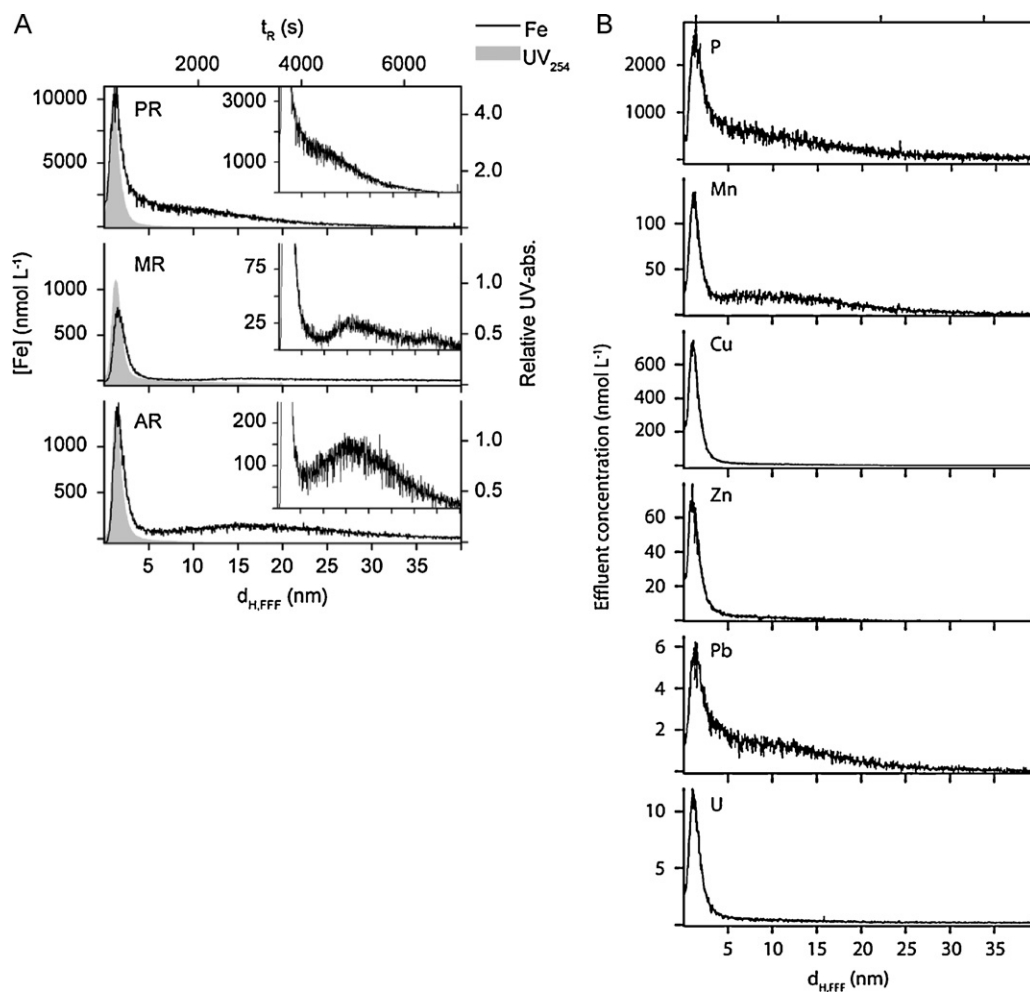 A
t_R (s)
2000 4000 6000
Fe
UV_254
[Fe] (nmol L⁻¹)
Relative UV-abs.
PR
10000
5000
3000
1000
4.0
2.0
MR
1000
500
75
25
1.0
0.5
AR
1000
500
200
100
1.0
0.5
5 10 15 20 25 30 35
d_H,FFF (nm)
B
Effluent concentration (nmol L⁻¹)
P
2000
1000
Mn
100
50
Cu
600
400
200
Zn
60
40
20
Pb
6
4
2
U
10
5
5 10 15 20 25 30 35
d_H,FFF (nm)